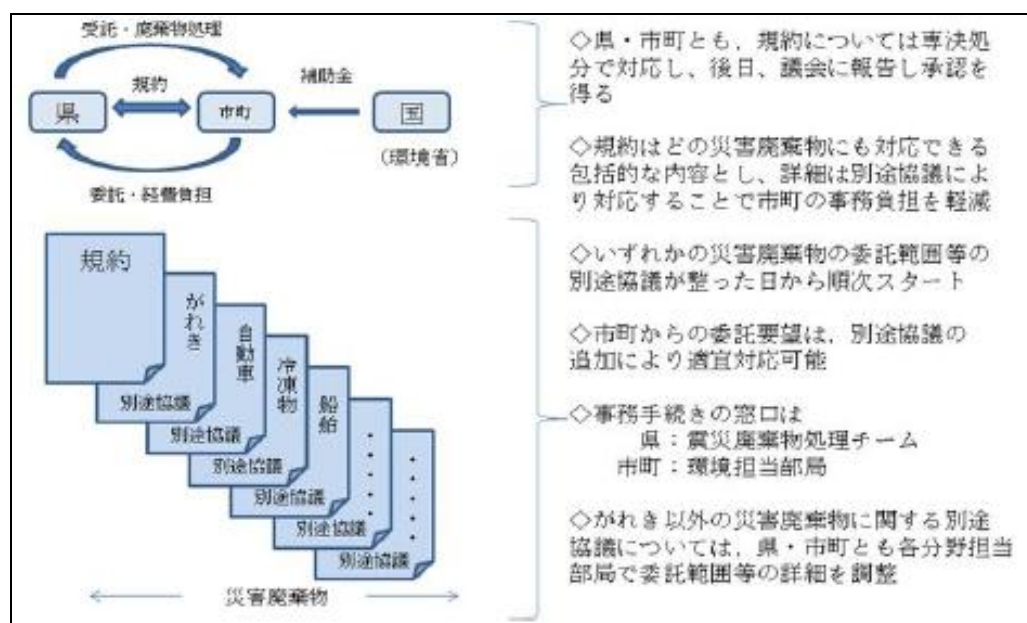 受託・廃棄物処理
規約
補助金
県
市町
国
(環境省)
委託・経費負担
規約
がれき
自動車
冷凍物
船舶
・・・・・
・・・・・
別途協議
別途協議
別途協議
別途協議
別途協議
別途協議
災害廃棄物
◇県・市町とも、規約については専決処
分で対応し、後日、議会に報告し承認を
得る
◇規約はどの災害廃棄物にも対応できる
包括的な内容とし、詳細は別途協議によ
り対応することで市町の事務負担を軽減
◇いずれかの災害廃棄物の委託範囲等の
別途協議が整った日から順次スタート
◇市町からの委託要望は、別途協議の
追加により適宜対応可能
◇事務手続きの窓口は
県：震災廃棄物処理チーム
市町：環境担当部局
◇がれき以外の災害廃棄物に関する別途
協議については、県・市町とも各分野担当
部局で委託範囲等の詳細を調整